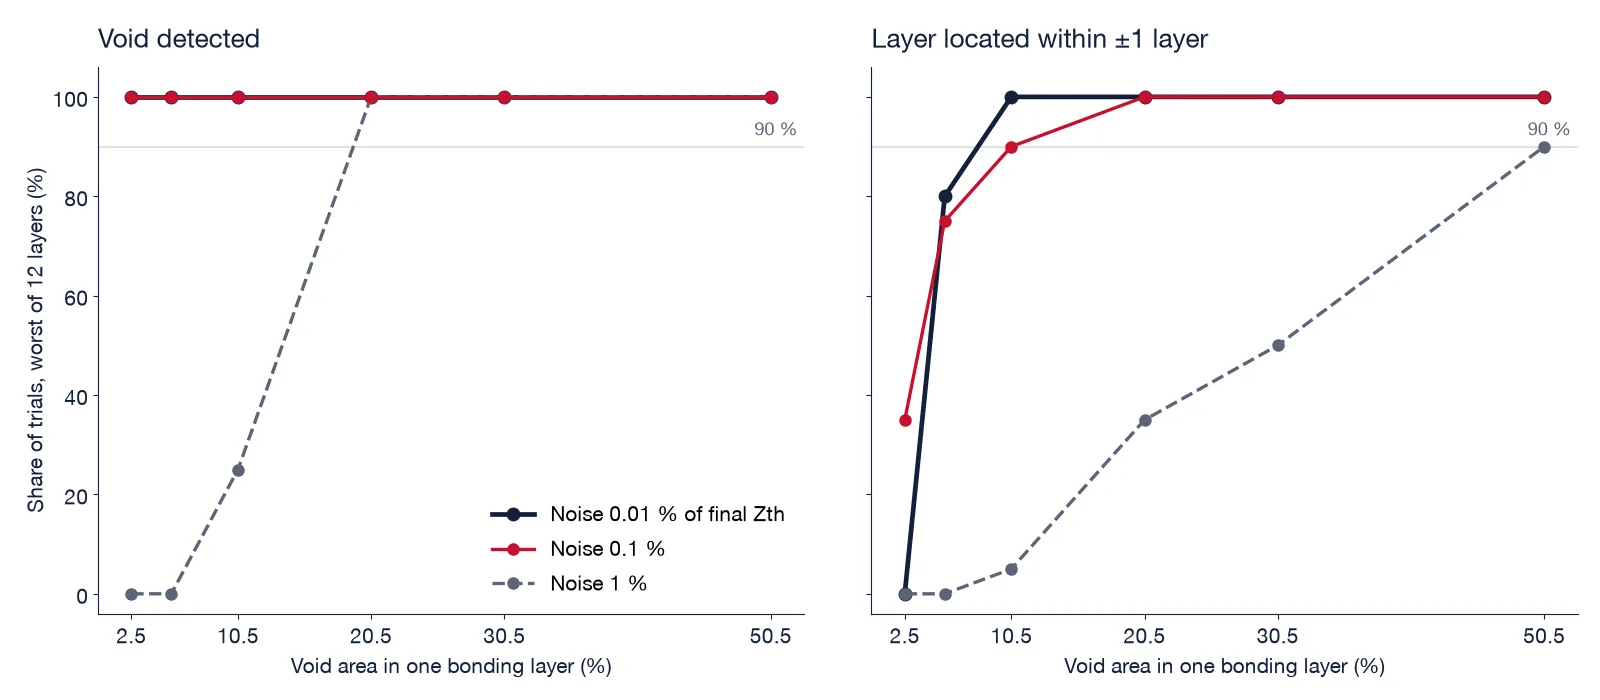 Void detected
Layer located within ±1 layer
Share of trials, worst of 12 layers (%)
100
80
60
40
20
0
90 %
90 %
Noise 0.01 % of final Zth
Noise 0.1 %
Noise 1 %
2.5 10.5 20.5 30.5 50.5
2.5 10.5 20.5 30.5 50.5
Void area in one bonding layer (%)
Void area in one bonding layer (%)